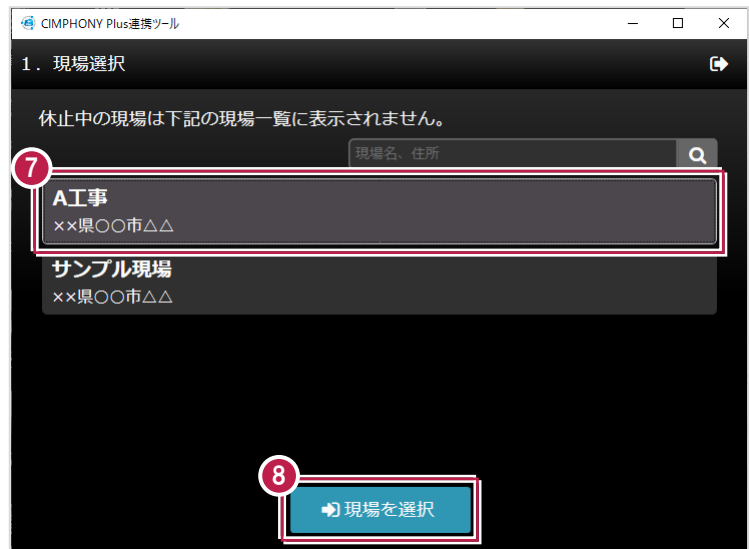 CIMPHONY Plus連携ツール
1．現場選択
休止中の現場は下記の現場一覧に表示されません。
現場名、住所
7
A工事
××県○○市△△
サンプル現場
××県○○市△△
8
現場を選択